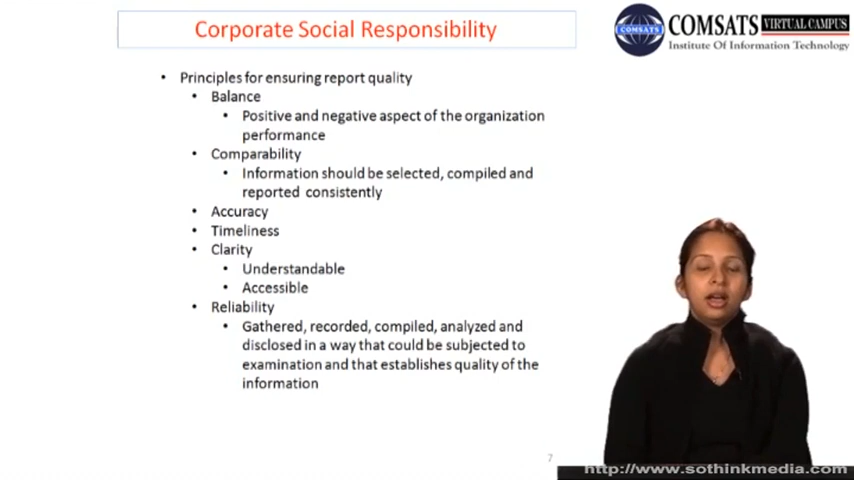 Corporate Social Responsibility
COMSATS
COMSATS VIRTUAL CAMPUS
Institute Of Information Technology
• Principles for ensuring report quality
• Balance
• Positive and negative aspect of the organization
performance
• Comparability
• Information should be selected, compiled and
reported consistently
• Accuracy
• Timeliness
• Clarity
• Understandable
• Accessible
• Reliability
• Gathered, recorded, compiled, analyzed and
disclosed in a way that could be subjected to
examination and that establishes quality of the
information
7
http://www.sothinkmedia.com/